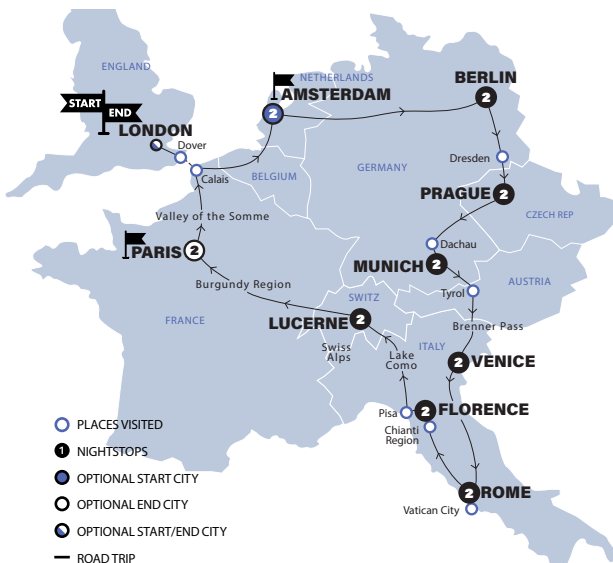 ENGLAND
START
END
LONDON
Dover
Calais
NETHERLANDS
AMSTERDAM
2
BELGIUM
BERLIN
2
GERMANY
Dresden
PRAGUE
2
CZECH REP
Dachau
MUNICH
2
AUSTRIA
Tyrol
Brenner Pass
Valley of the Somme
PARIS
2
Burgundy Region
FRANCE
SWITZ
LUCERNE
2
Swiss
Alps
Lake
Como
ITALY
2
VENICE
Pisa
2
FLORENCE
Chianti
Region
2
ROME
Vatican City
PLACES VISITED
1
NIGHTSTOPS
OPTIONAL START CITY
OPTIONAL END CITY
OPTIONAL START/END CITY
ROAD TRIP